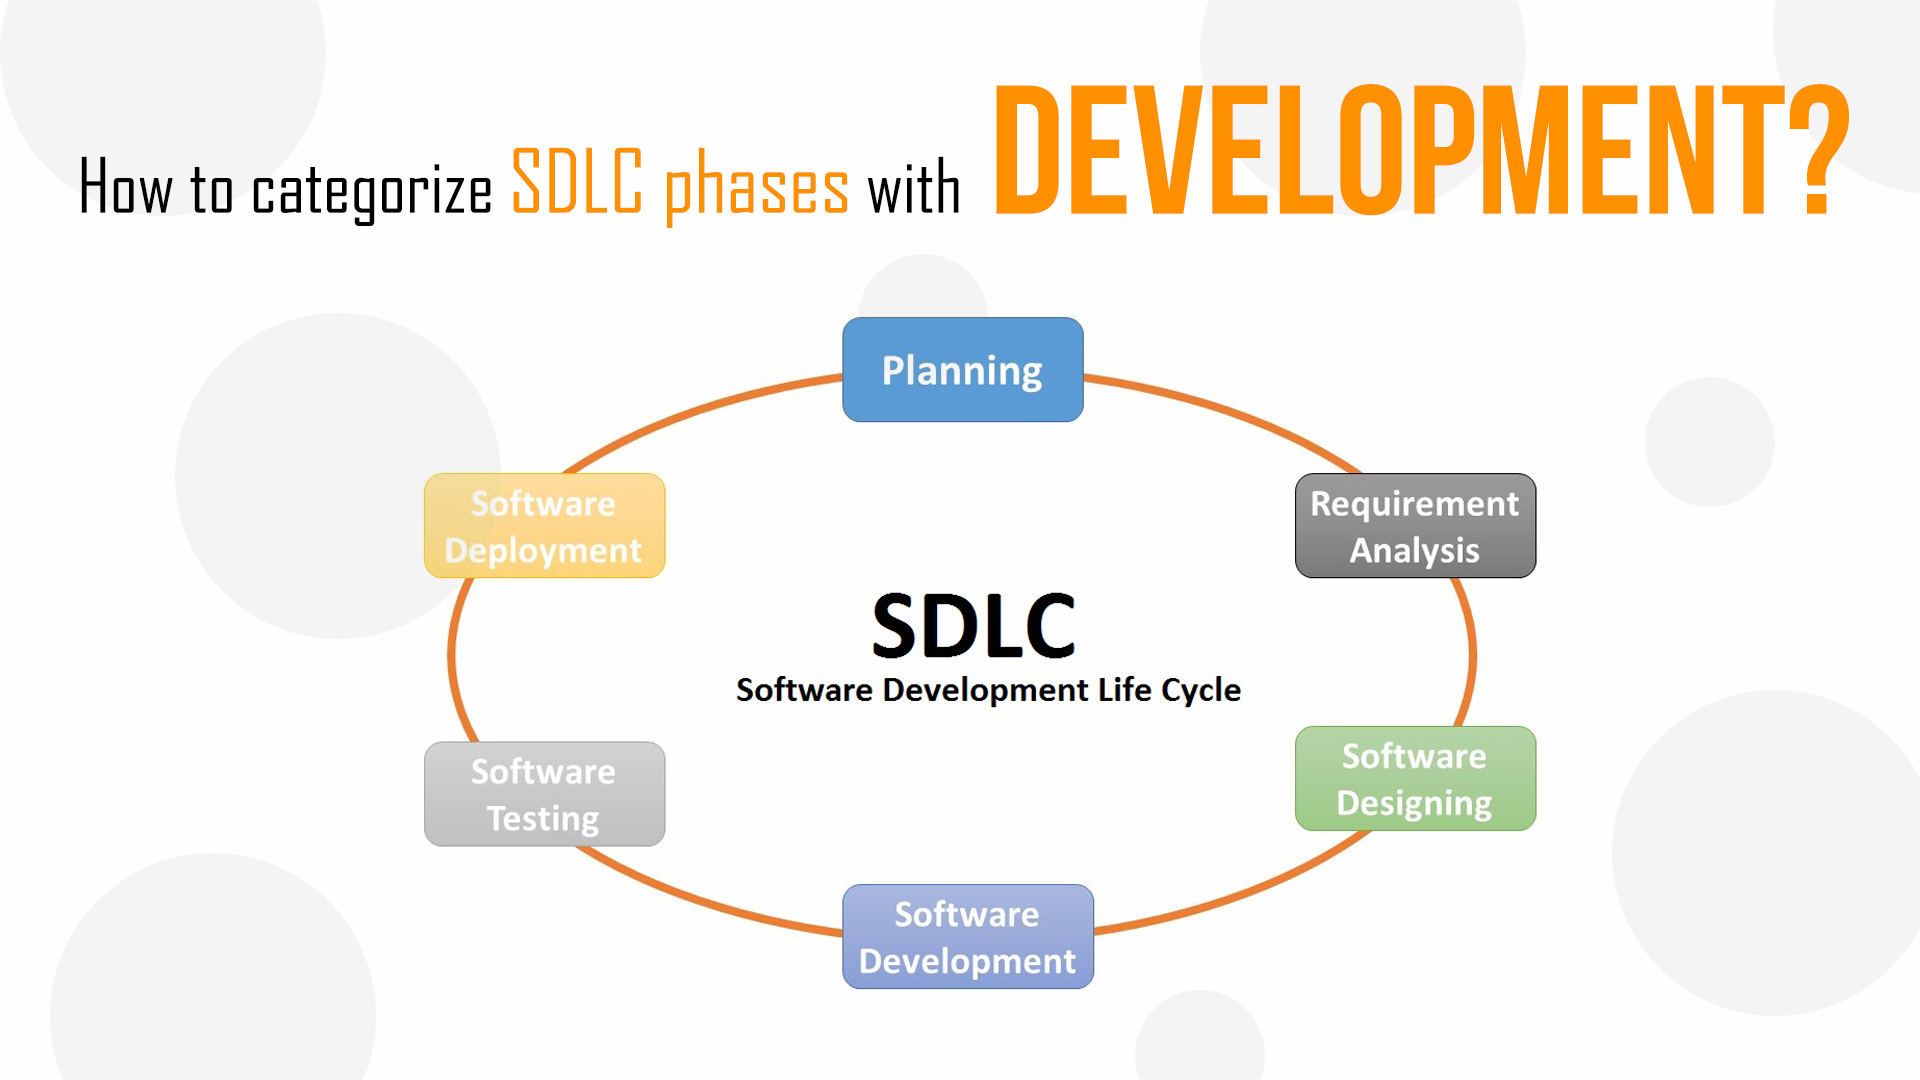 How to categorize SDLC phases with DEVELOPMENT?
Planning
Software
Deployment
Requirement
Analysis
SDLC
Software Development Life Cycle
Software
Testing
Software
Designing
Software
Development